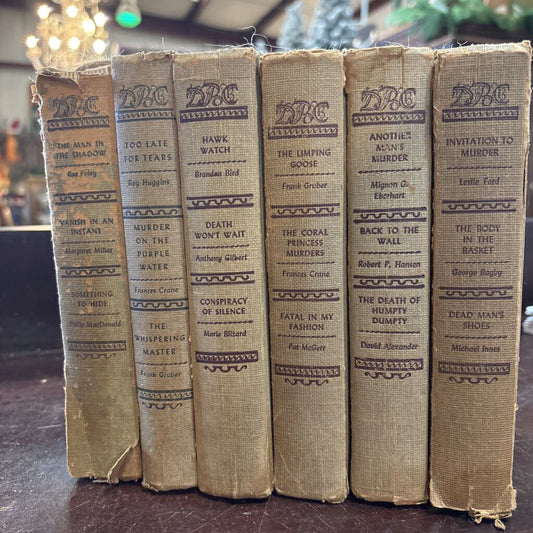 DBC
THE MAN IN
THE SHADOW
Rae Foley
VANISH IN AN
INSTANT
Margaret Millar
SOMETHING
TO HIDE
Philip MacDonald
DBC
TOO LATE
FOR TEARS
Roy Huggins
MURDER
ON THE
PURPLE
WATER
Frances Crane
THE
WHISPERING
MASTER
Frank Gruber
DBC
HAWK
WATCH
Brandon Bird
DEATH
WON'T WAIT
Anthony Gilbert
CONSPIRACY
OF SILENCE
Marie Blizard
DBC
THE LIMPING
GOOSE
Frank Gruber
THE CORAL
PRINCESS
MURDERS
Frances Crane
FATAL IN MY
FASHION
Pat McGerr
DBC
ANOTHER
MAN'S
MURDER
Mignon G.
Eberhart
BACK TO THE
WALL
Robert P. Hansen
THE DEATH OF
HUMPTY
DUMPTY
David Alexander
DBC
INVITATION TO
MURDER
Leslie Ford
THE BODY
IN THE
BASKET
George Bagby
DEAD MAN'S
SHOES
Michael Innes